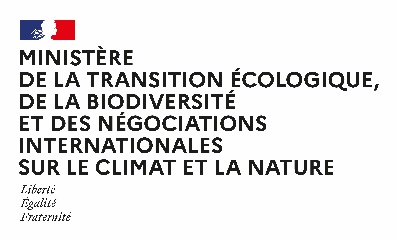 MINISTÈRE
DE LA TRANSITION ÉCOLOGIQUE,
DE LA BIODIVERSITÉ
ET DES NÉGOCIATIONS
INTERNATIONALES
SUR LE CLIMAT ET LA NATURE
Liberté
Égalité
Fraternité